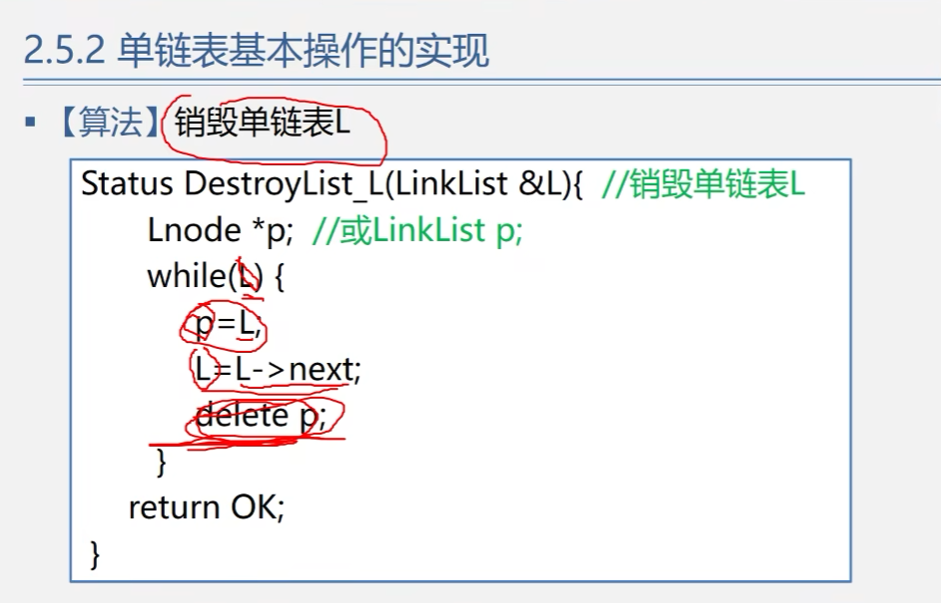 2.5.2 单链表基本操作的实现
▪ 【算法】销毁单链表L
Status DestroyList_L(LinkList &L){ //销毁单链表L
Lnode *p; //或LinkList p;
while(L) {
p=L;
L=L->next;
delete p;
}
return OK;
}